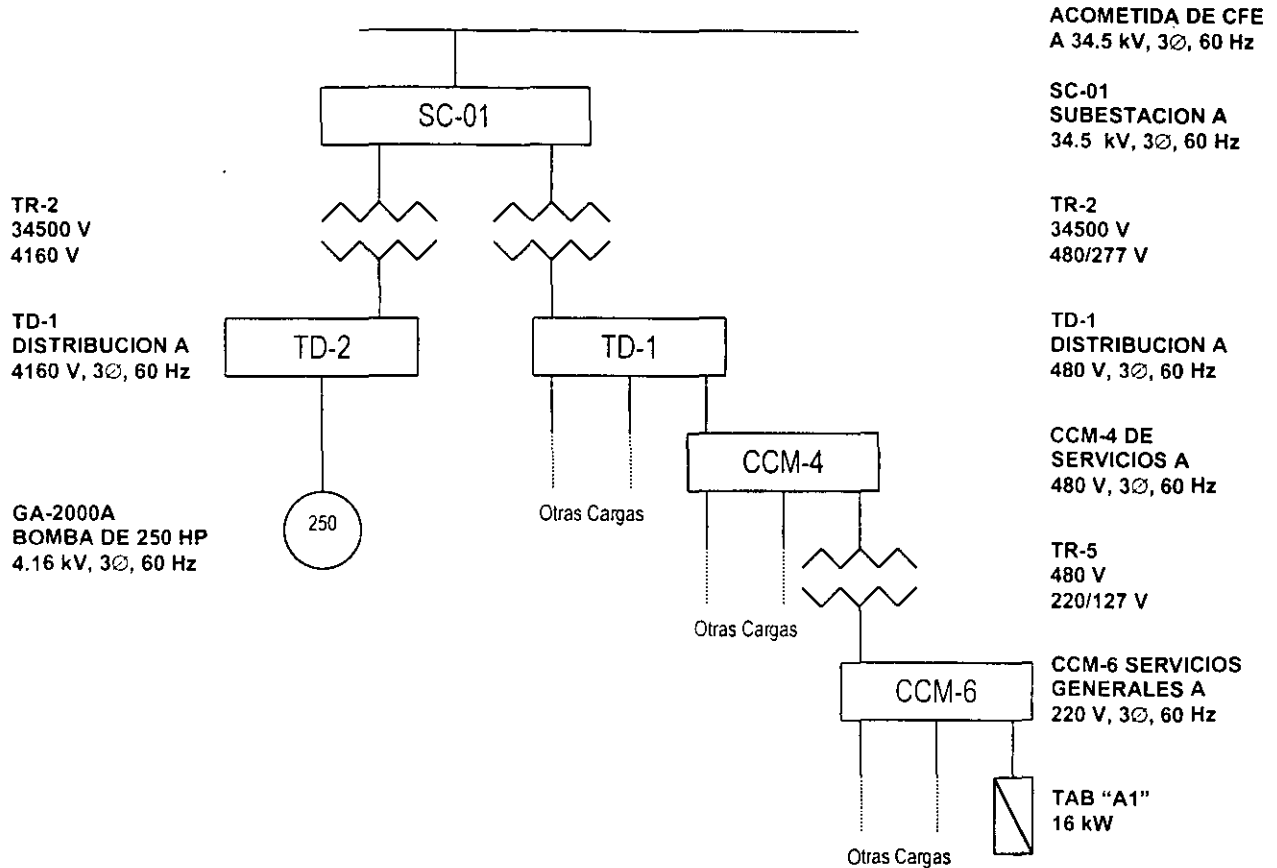 ACOMETIDA DE CFE
A 34.5 kV, 3∅, 60 Hz
SC-01
SC-01
SUBESTACION A
34.5 kV, 3∅, 60 Hz
TR-2
34500 V
4160 V
TR-2
34500 V
480/277 V
TD-1
DISTRIBUCION A
4160 V, 3∅, 60 Hz
TD-2
TD-1
TD-1
DISTRIBUCION A
480 V, 3∅, 60 Hz
CCM-4
CCM-4 DE
SERVICIOS A
480 V, 3∅, 60 Hz
GA-2000A
BOMBA DE 250 HP
4.16 kV, 3∅, 60 Hz
250
Otras Cargas
TR-5
480 V
220/127 V
Otras Cargas
CCM-6
CCM-6 SERVICIOS
GENERALES A
220 V, 3∅, 60 Hz
TAB “A1”
16 kW
Otras Cargas